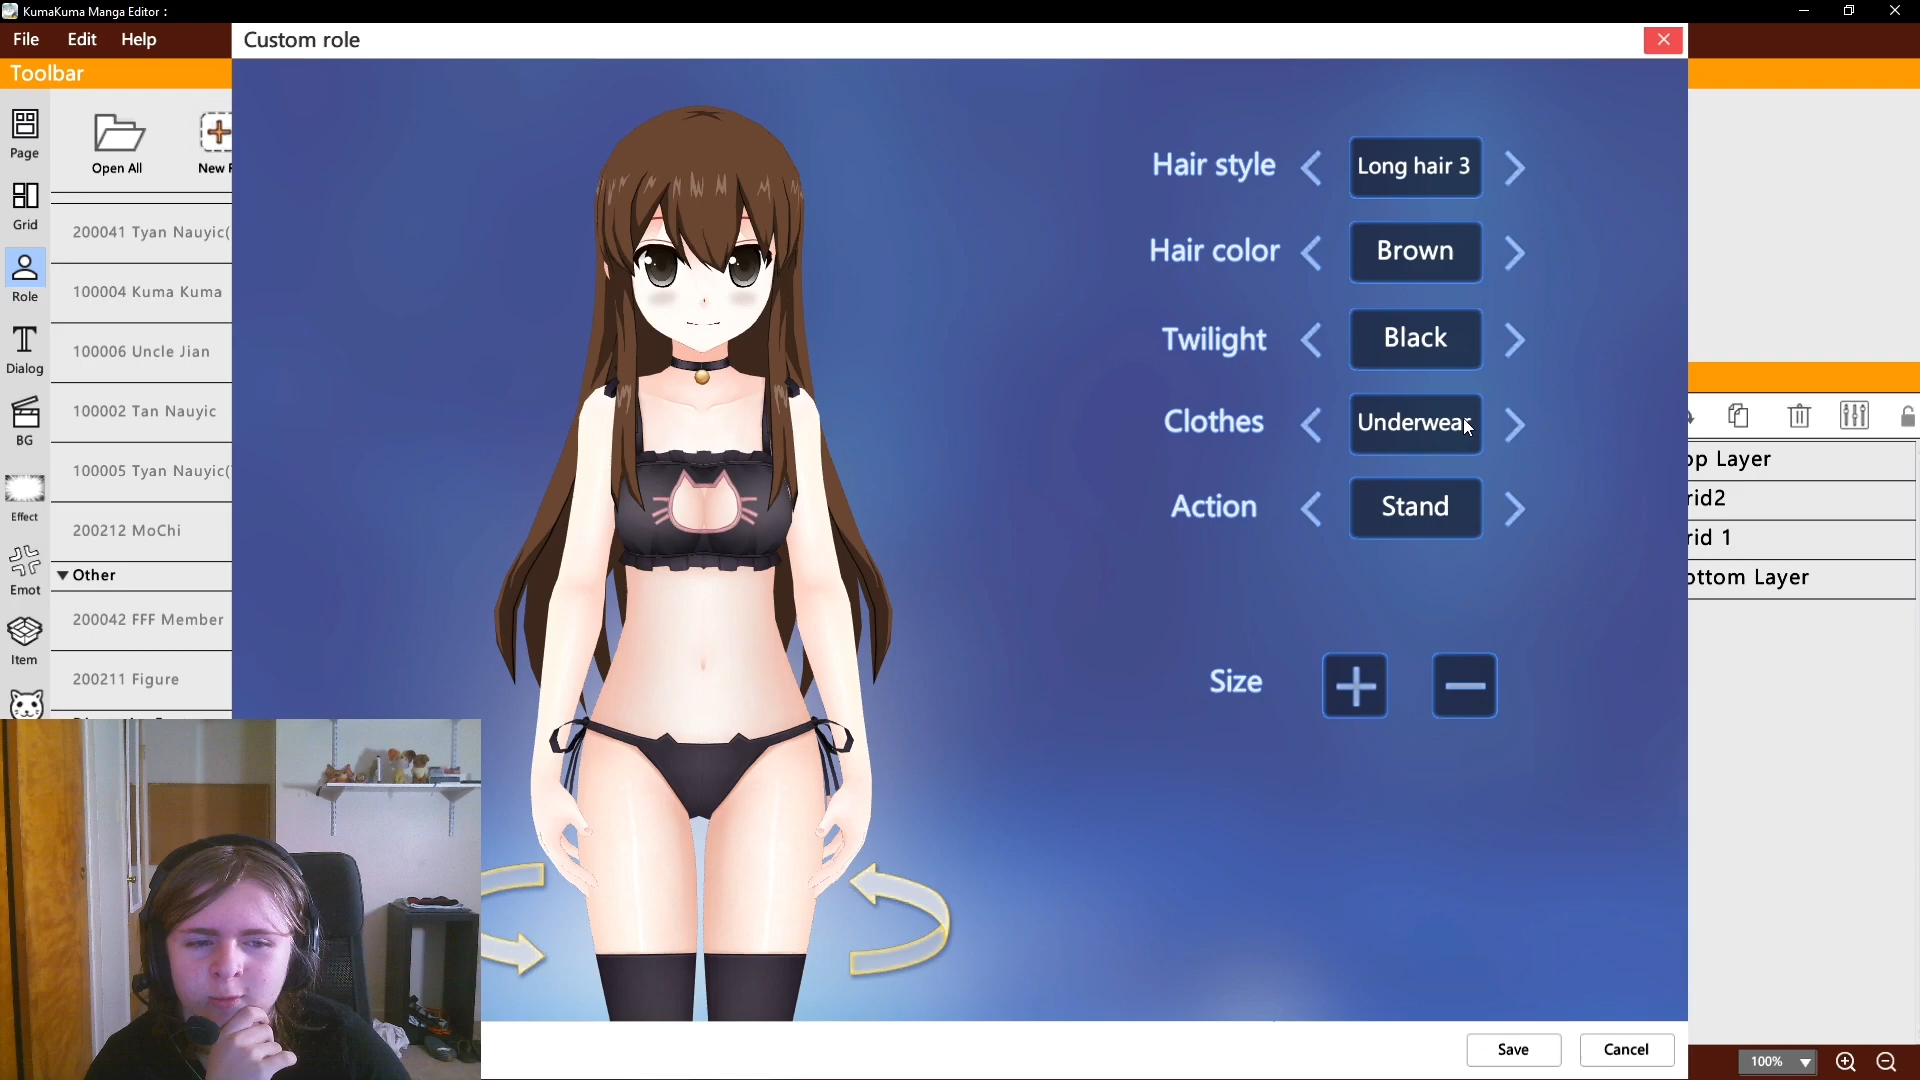 KumaKuma Manga Editor :
File Edit Help
Custom role
Toolbar
Page
Open All
New
Grid
200041 Tyan Nauyic(
Role
100004 Kuma Kuma
100006 Uncle Jian
Dialog
100002 Tan Nauyic
BG
100005 Tyan Nauyic(
Effect
200212 MoChi
Other
Emot
200042 FFF Member
Item
200211 Figure
Hair style
Long hair 3
Hair color
Brown
Twilight
Black
Clothes
Underwear
Action
Stand
Size
op Layer
rid2
rid 1
ottom Layer
Save
Cancel
100%